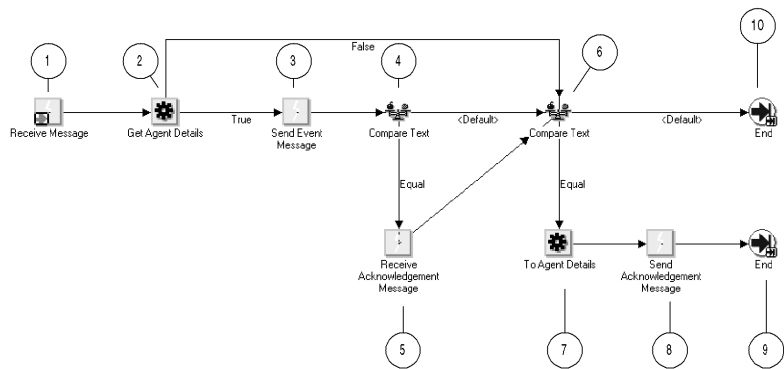 1
2
3
4
6
10
False
True
<Default>
<Default>
Receive Message
Get Agent Details
Send Event
Message
Compare Text
Compare Text
End
Equal
Equal
Receive
Acknowledgement
Message
To Agent Details
Send
Acknowledgement
Message
End
5
7
8
9